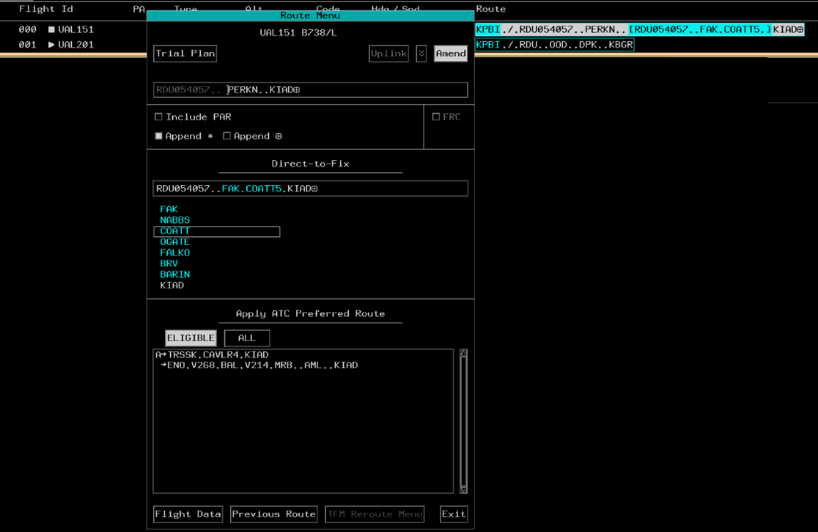 Flight Id PA Type Alt Code Hdg/Spd Route
Route Menu
000 UAL151 KPBI./.RDU054057..PERKN..[RDU054057..FAK.COATT5.]KIAD⊕
UAL151 B738/L
001 UAL201 KPBI./.RDU..OOD..DPK..KBGR
Trial Plan Uplink Amend
RDU054057.. PERKN..KIAD⊕
Include PAR FRC
Append * Append ⊕
Direct-to-Fix
RDU054057..FAK.COATT5.KIAD⊕
FAK
NABBS
COATT
OGATE
FALKO
BRV
BARIN
KIAD
Apply ATC Preferred Route
ELIGIBLE ALL
A→TRSSK.CAVLR4.KIAD
→ENO.V268.BAL.V214.MRB..AML..KIAD
Flight Data Previous Route TFM Reroute Menu Exit